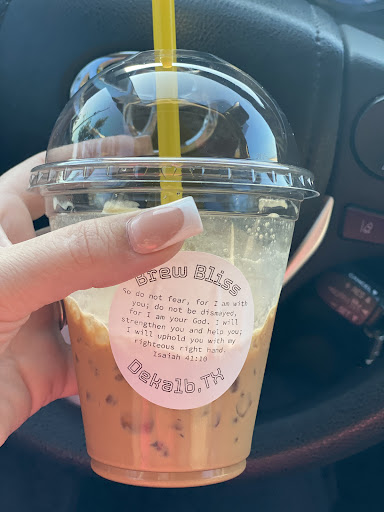 Brew Bliss
So do not fear, for I am with
you; do not be dismayed,
for I am your God. I will
strengthen you and help you;
I will uphold you with my
righteous right hand.
Isaiah 41:10
Dekalb,TX